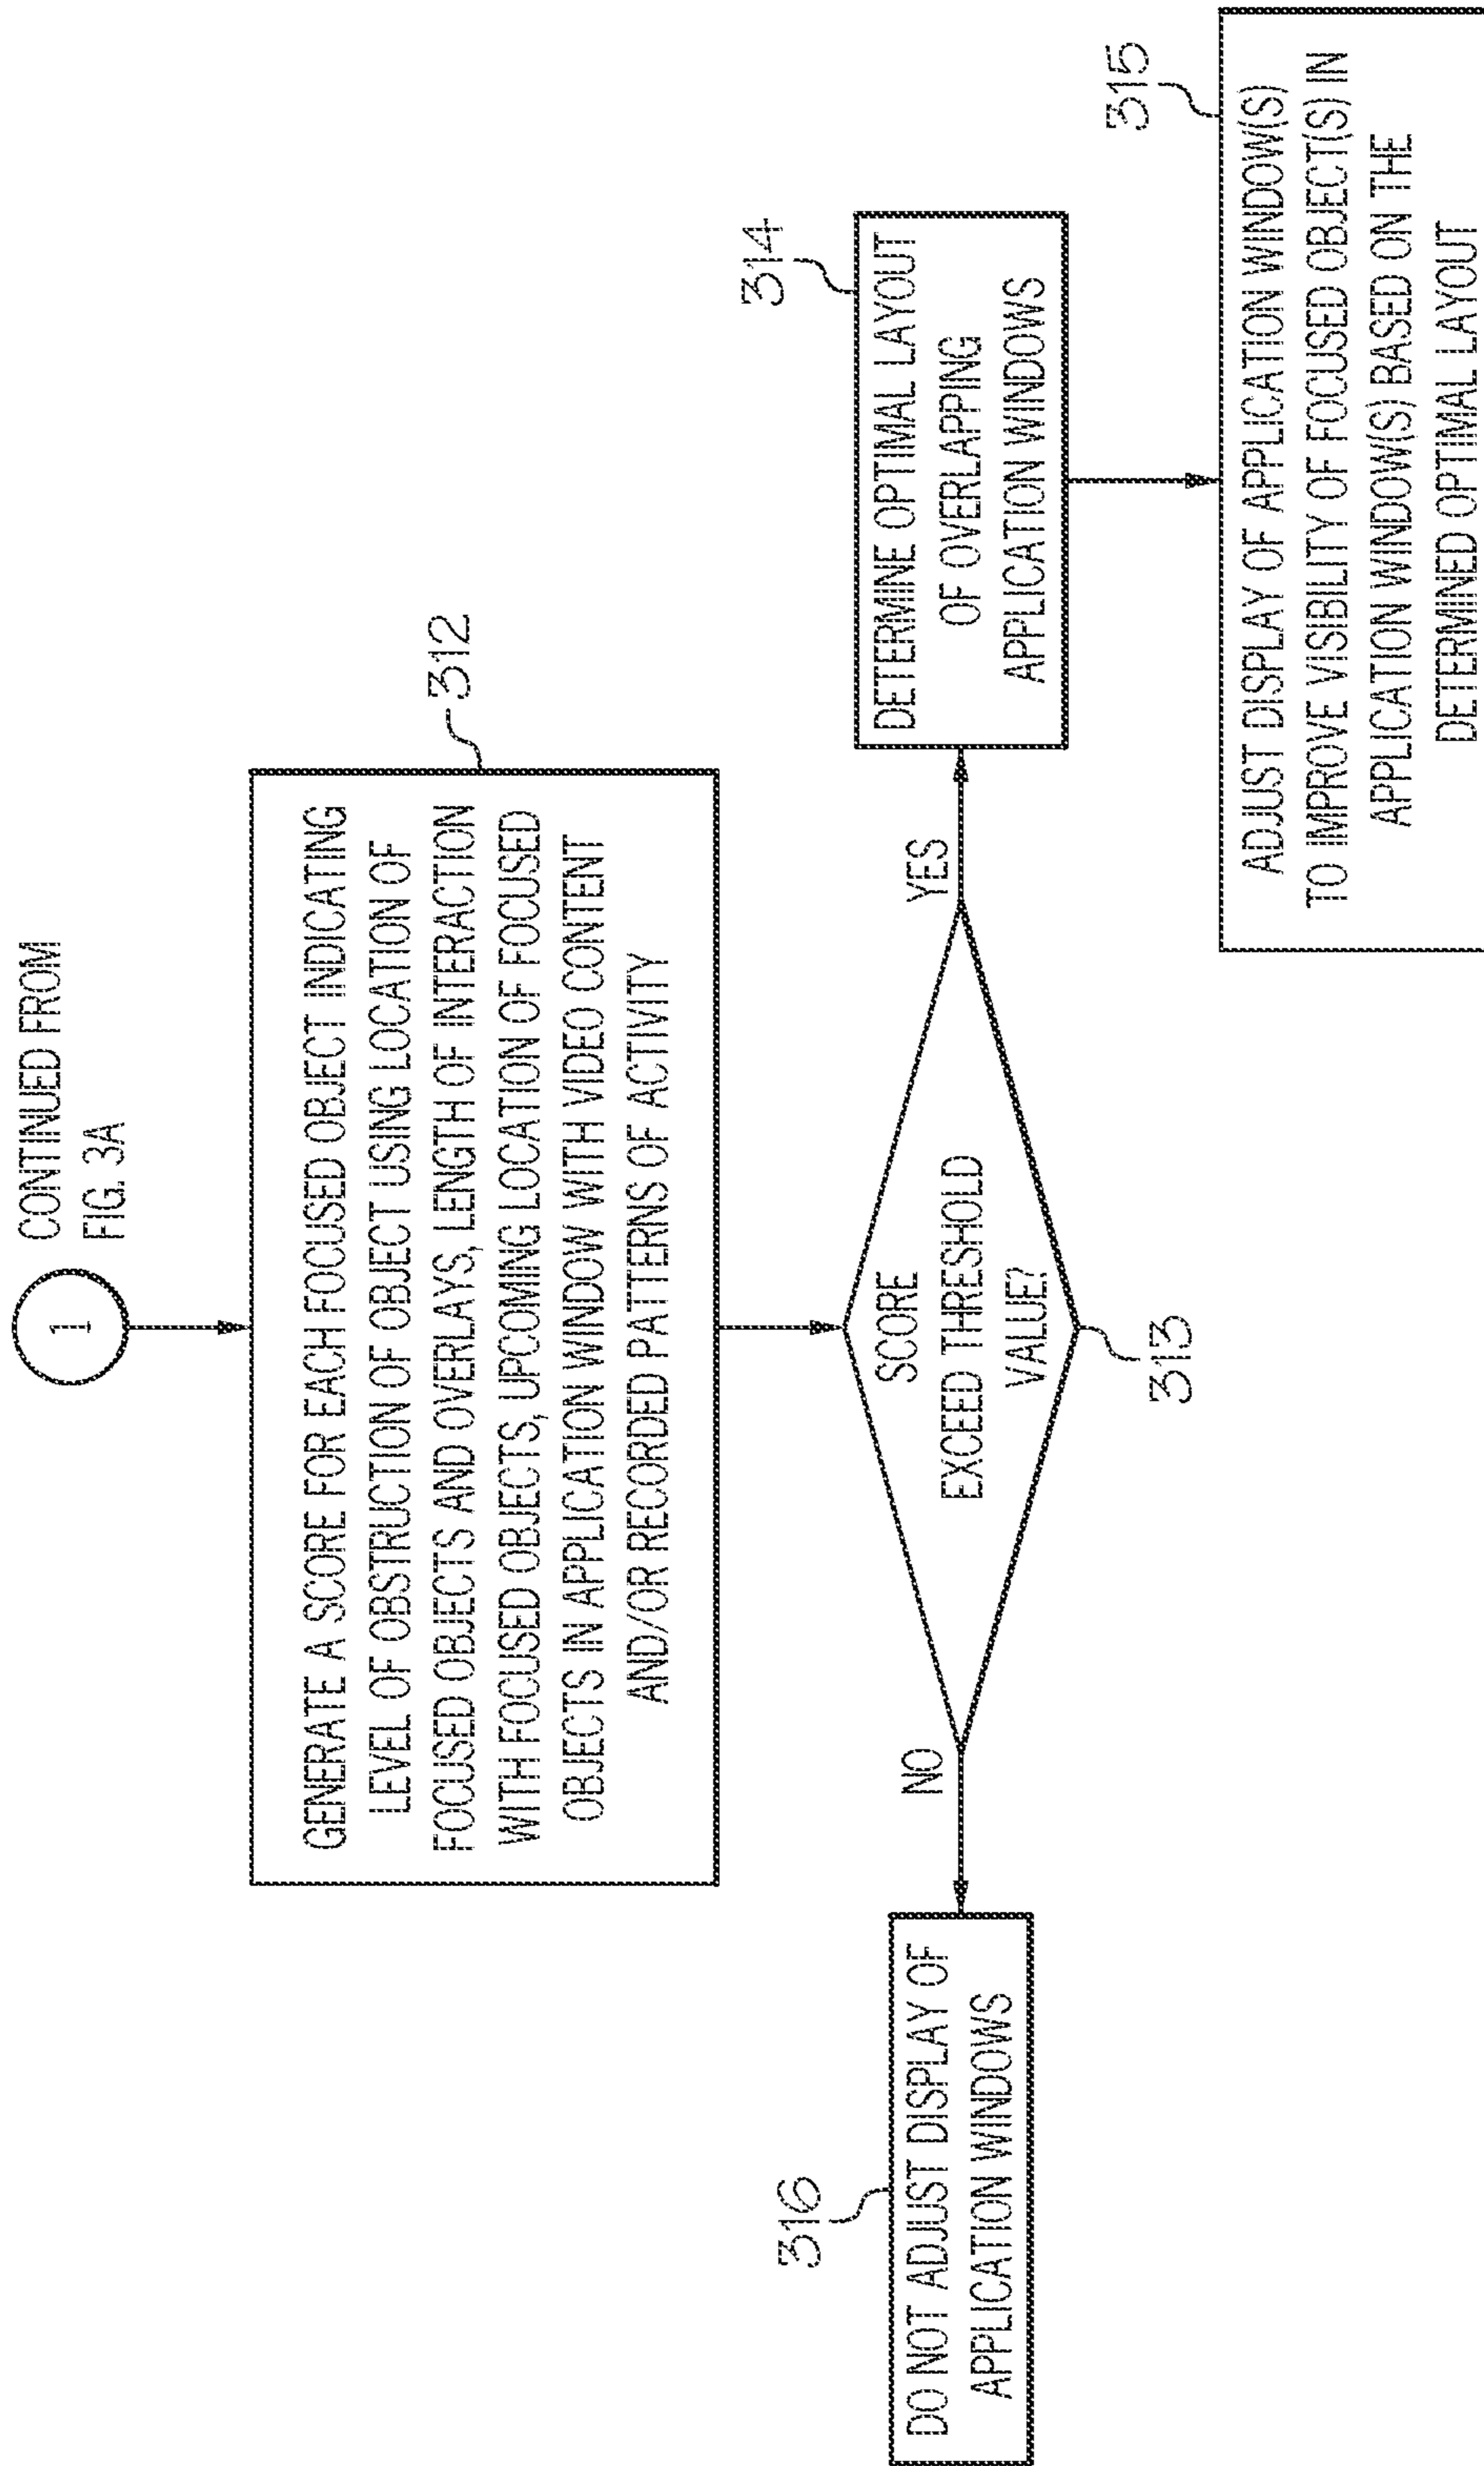 CONTINUED FROM
FIG. 3A
1
GENERATE A SCORE FOR EACH FOCUSED OBJECT INDICATING
LEVEL OF OBSTRUCTION OF OBJECT USING LOCATION OF
FOCUSED OBJECTS AND OVERLAYS, LENGTH OF INTERACTION
WITH FOCUSED OBJECTS, UPCOMING LOCATION OF FOCUSED
OBJECTS IN APPLICATION WINDOW WITH VIDEO CONTENT
AND/OR RECORDED PATTERNS OF ACTIVITY
312
SCORE
EXCEED THRESHOLD
VALUE?
313
NO
YES
316
DO NOT ADJUST DISPLAY OF
APPLICATION WINDOWS
314
DETERMINE OPTIMAL LAYOUT
OF OVERLAPPING
APPLICATION WINDOWS
315
ADJUST DISPLAY OF APPLICATION WINDOW(S)
TO IMPROVE VISIBILITY OF FOCUSED OBJECT(S) IN
APPLICATION WINDOW(S) BASED ON THE
DETERMINED OPTIMAL LAYOUT